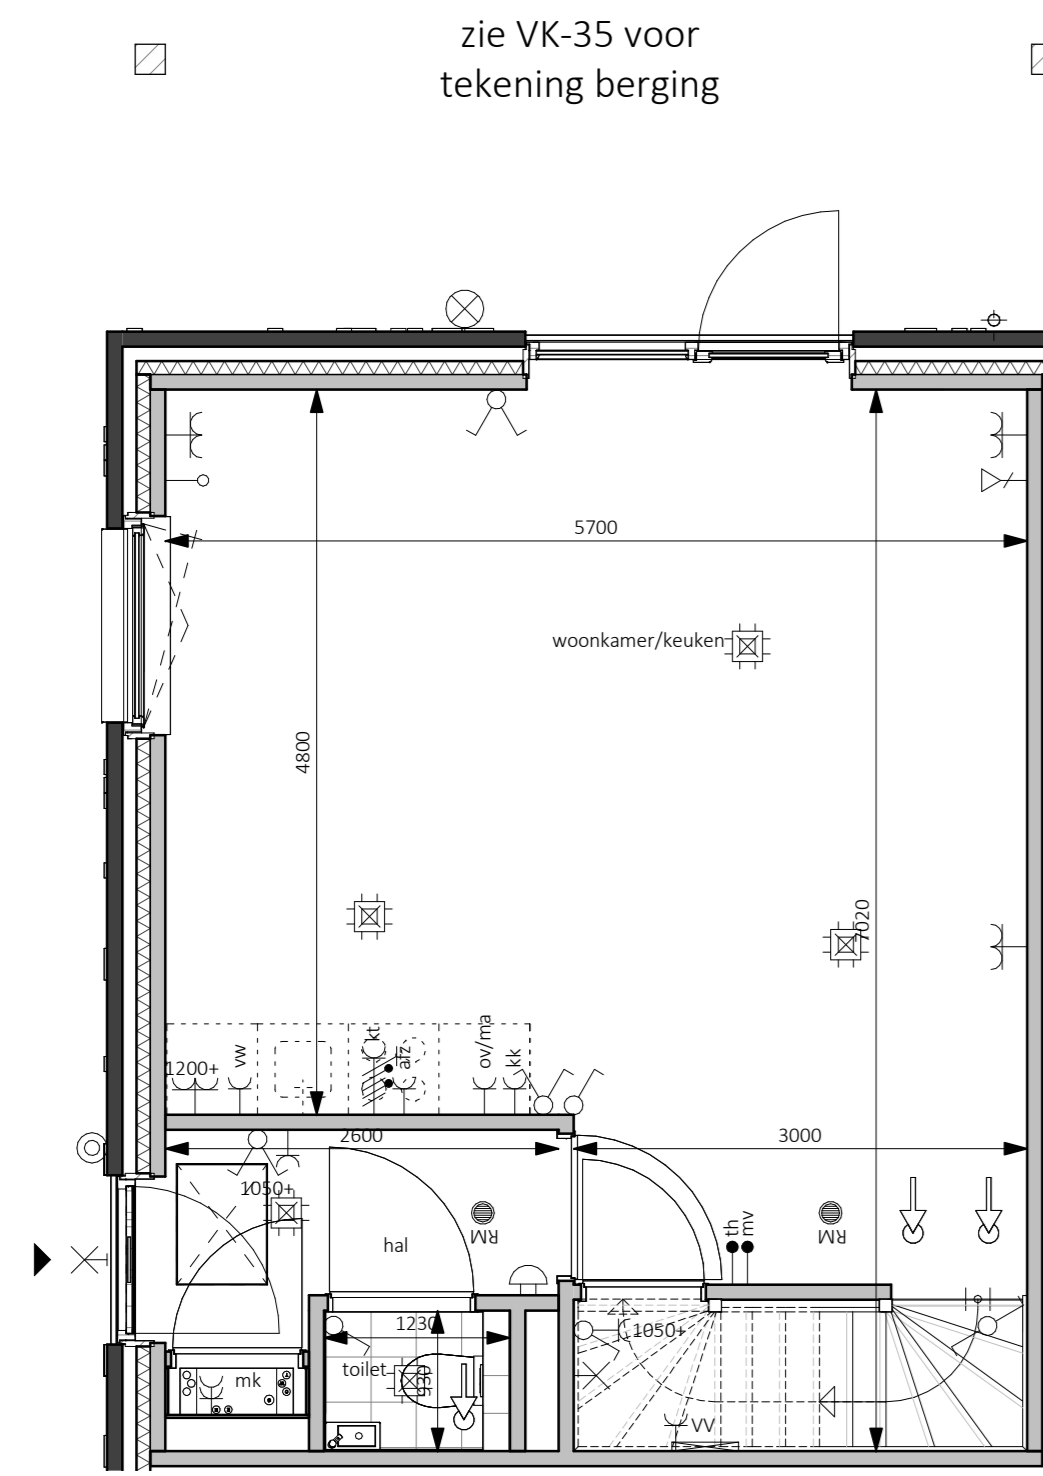 zie VK-35 voor
tekening berging
5700
woonkamer/keuken
4800
7020
1200+
vw
kt
afz
ov/ma
kk
2600
3000
1050+
RM
RM
th
mv
hal
1230
1050+
toilet
930
mk
VV